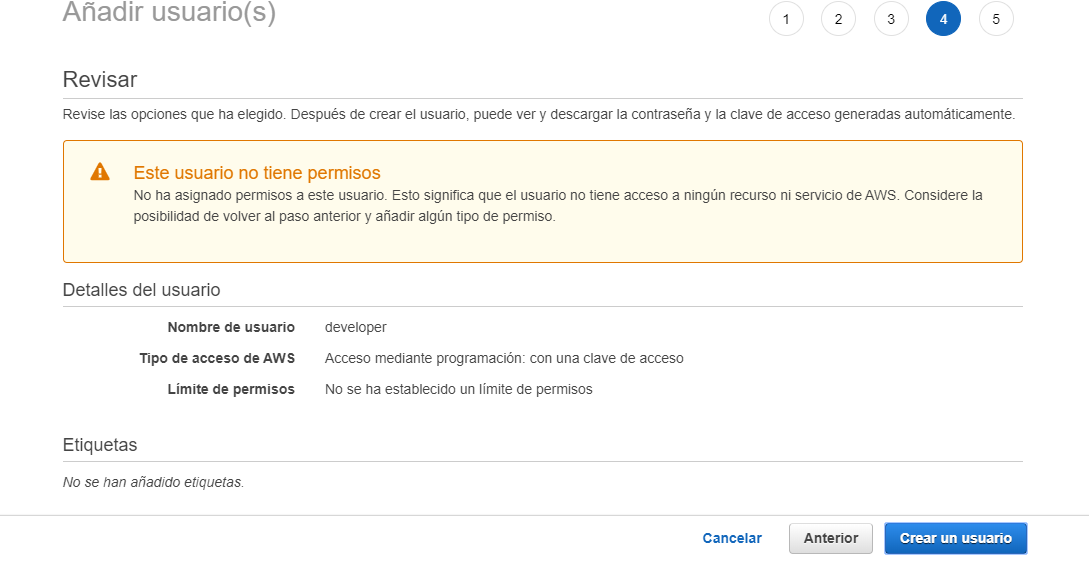 Añadir usuario(s)
1 2 3 4 5
Revisar
Revise las opciones que ha elegido. Después de crear el usuario, puede ver y descargar la contraseña y la clave de acceso generadas automáticamente.
Este usuario no tiene permisos
No ha asignado permisos a este usuario. Esto significa que el usuario no tiene acceso a ningún recurso ni servicio de AWS. Considere la
posibilidad de volver al paso anterior y añadir algún tipo de permiso.
Detalles del usuario
Nombre de usuario developer
Tipo de acceso de AWS Acceso mediante programación: con una clave de acceso
Límite de permisos No se ha establecido un límite de permisos
Etiquetas
No se han añadido etiquetas.
Cancelar Anterior Crear un usuario